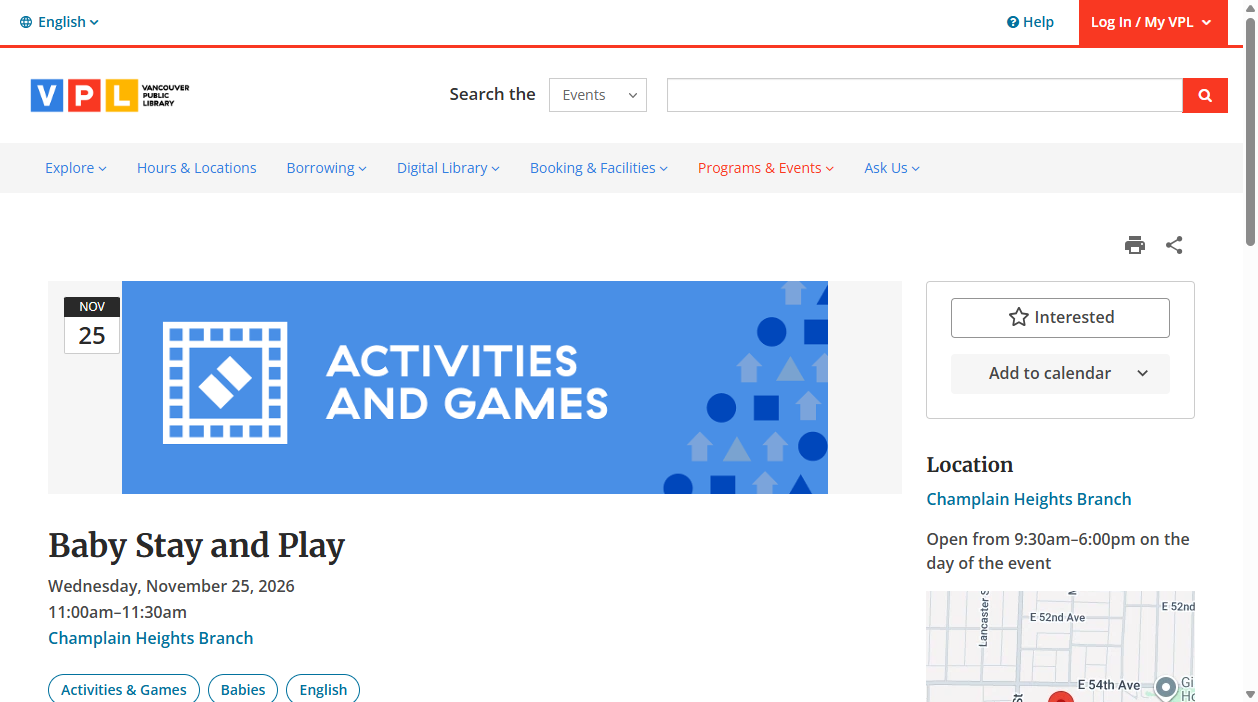 English
Help
Log In / My VPL
V P L VANCOUVER
PUBLIC
LIBRARY
Search the
Events
Explore
Hours & Locations
Borrowing
Digital Library
Booking & Facilities
Programs & Events
Ask Us
NOV
25
ACTIVITIES
AND GAMES
Interested
Add to calendar
Baby Stay and Play
Wednesday, November 25, 2026
11:00am–11:30am
Champlain Heights Branch
Activities & Games
Babies
English
Location
Champlain Heights Branch
Open from 9:30am–6:00pm on the
day of the event
Lancaster S
E 52nd Ave
E 52nd
E 54th Ave